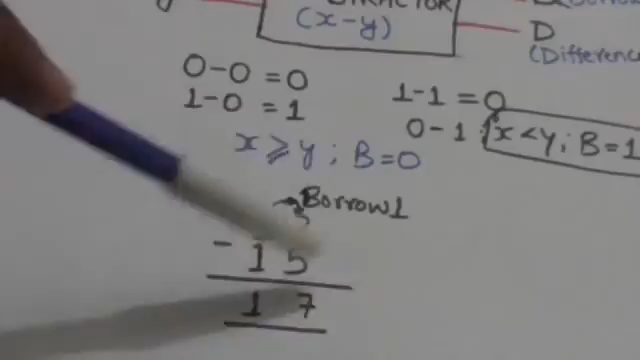 (x-y)
D
0-0 = 0
1-0 = 1
1-1 = 0
0-1
x<y; B=1
x ⩾ y ; B=0
Borrow 1
- 1 5
1 7